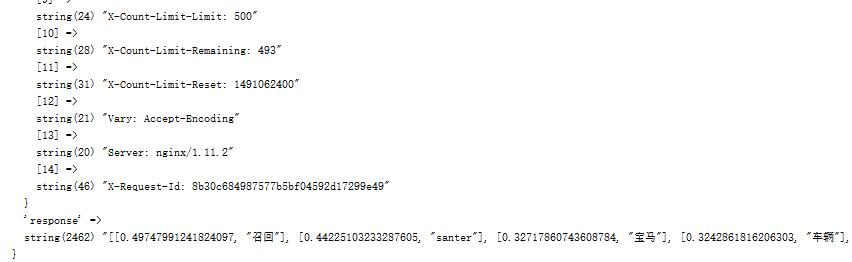 string(24) "X-Count-Limit-Limit: 500"
[10] =>
string(28) "X-Count-Limit-Remaining: 493"
[11] =>
string(31) "X-Count-Limit-Reset: 1491062400"
[12] =>
string(21) "Vary: Accept-Encoding"
[13] =>
string(20) "Server: nginx/1.11.2"
[14] =>
string(46) "X-Request-Id: 8b30c684987577b5bf04592d17299e49"
}
'response' =>
string(2462) "[[0.49747991241824097, "召回"], [0.44225103233287605, "santer"], [0.32717860743608784, "宝马"], [0.3242861816206303, "车辆"],
}